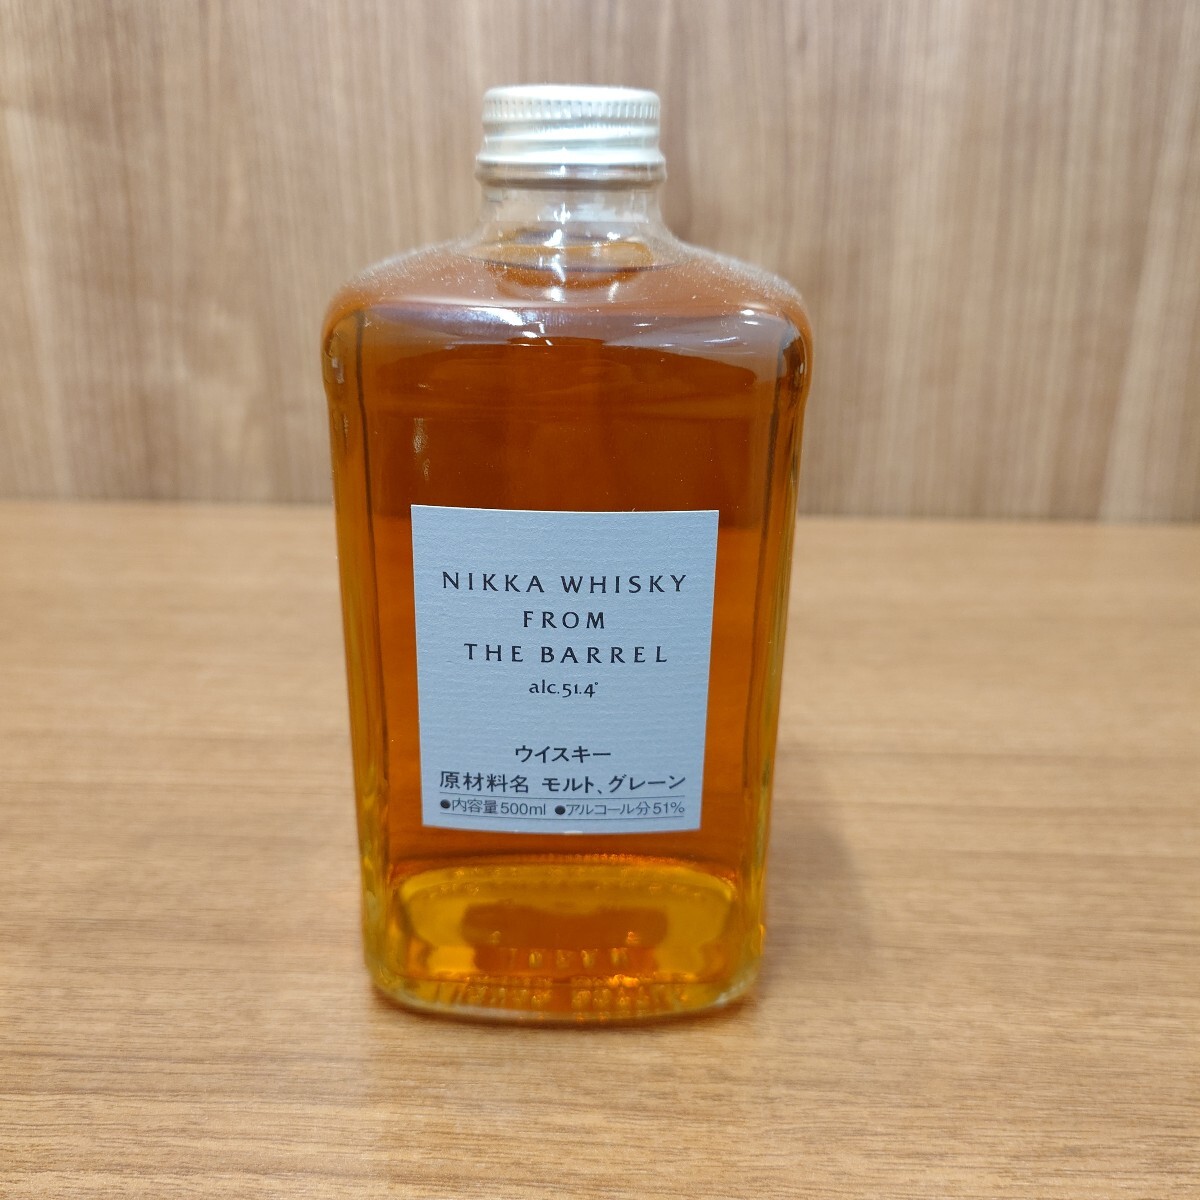 NIKKA WHISKY
FROM
THE BARREL
alc.51.4°
ウイスキー
原材料名 モルト、グレーン
●内容量500ml ●アルコール分51%